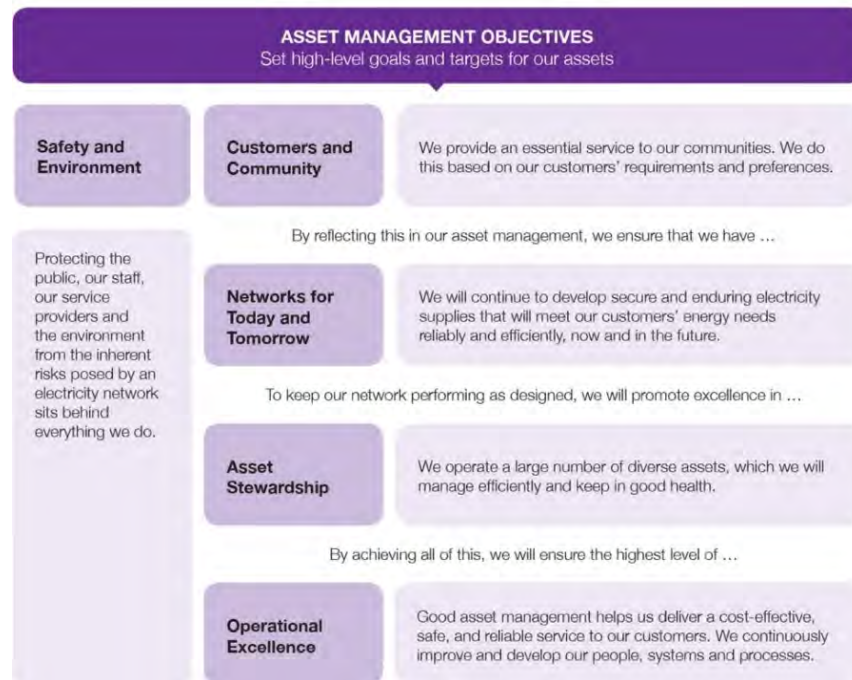 ASSET MANAGEMENT OBJECTIVES
Set high-level goals and targets for our assets
Safety and
Environment
Protecting the
public, our staff,
our service
providers and
the environment
from the inherent
risks posed by an
electricity network
sits behind
everything we do.
Customers and
Community
We provide an essential service to our communities. We do
this based on our customers' requirements and preferences.
By reflecting this in our asset management, we ensure that we have …
Networks for
Today and
Tomorrow
We will continue to develop secure and enduring electricity
supplies that will meet our customers' energy needs
reliably and efficiently, now and in the future.
To keep our network performing as designed, we will promote excellence in …
Asset
Stewardship
We operate a large number of diverse assets, which we will
manage efficiently and keep in good health.
By achieving all of this, we will ensure the highest level of …
Operational
Excellence
Good asset management helps us deliver a cost-effective,
safe, and reliable service to our customers. We continuously
improve and develop our people, systems and processes.